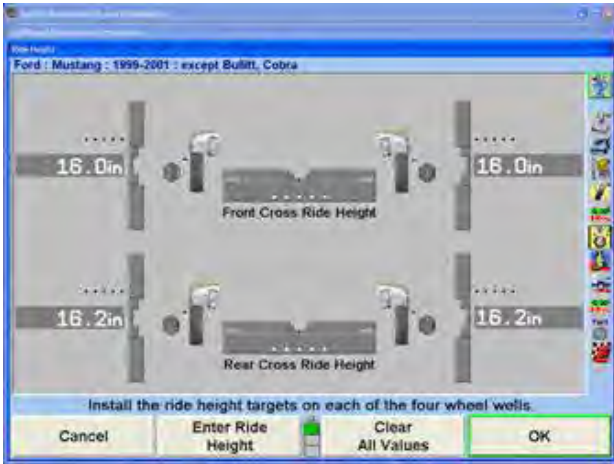 Ride Height
Ford : Mustang : 1999-2001 : except Bullitt, Cobra
16.0in
16.0in
Front Cross Ride Height
16.2in
16.2in
Rear Cross Ride Height
Install the ride height targets on each of the four wheel wells.
Cancel
Enter Ride
Height
Clear
All Values
OK